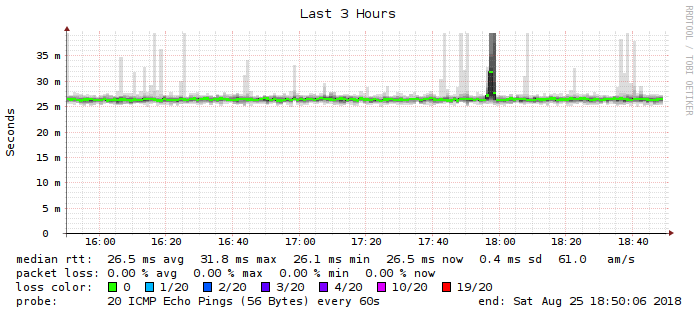 Last 3 Hours
RRDTOOL / TOBI OETIKER
Seconds
35 m
30 m
25 m
20 m
15 m
10 m
5 m
0
16:00 16:20 16:40 17:00 17:20 17:40 18:00 18:20 18:40
median rtt: 26.5 ms avg 31.8 ms max 26.1 ms min 26.5 ms now 0.4 ms sd 61.0 am/s
packet loss: 0.00 % avg 0.00 % max 0.00 % min 0.00 % now
loss color: 0 1/20 2/20 3/20 4/20 10/20 19/20
probe: 20 ICMP Echo Pings (56 Bytes) every 60s end: Sat Aug 25 18:50:06 2018